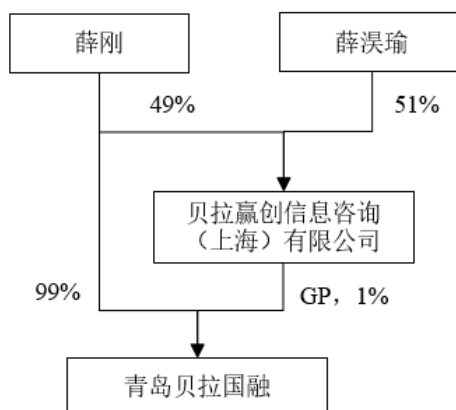 薛刚
薛淏瑜
49%
51%
贝拉赢创信息咨询
（上海）有限公司
99%
GP，1%
青岛贝拉国融